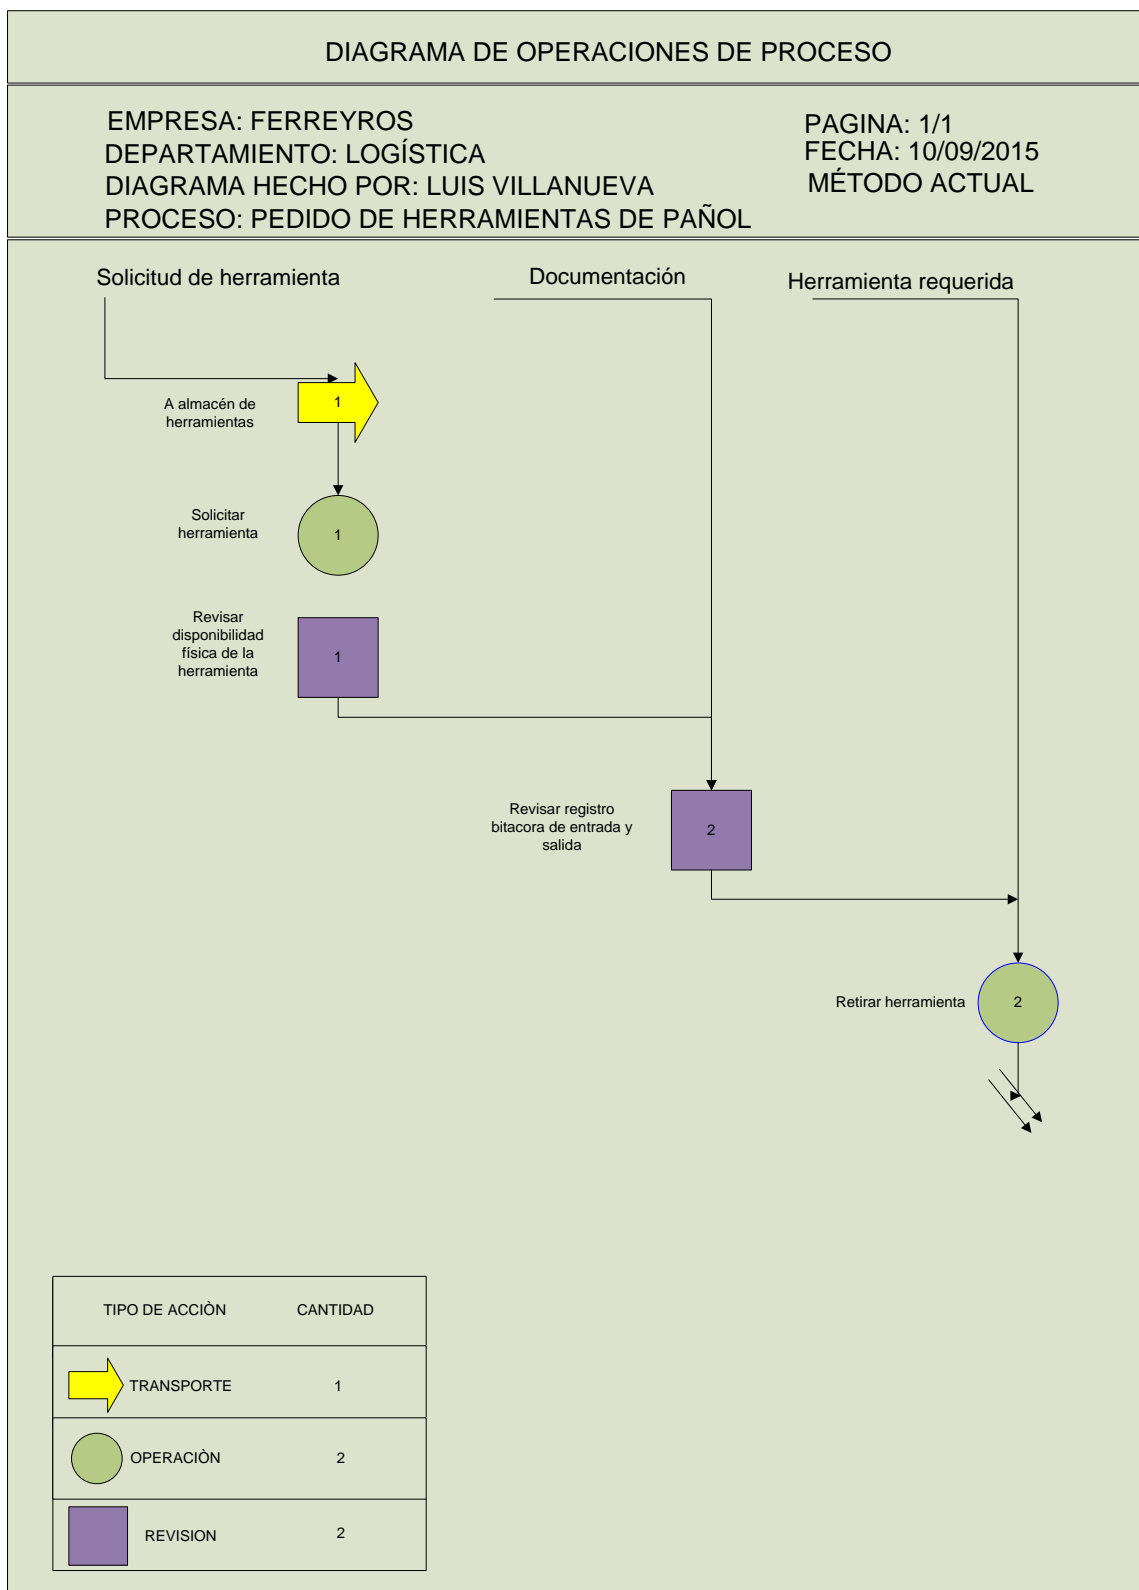 DIAGRAMA DE OPERACIONES DE PROCESO
EMPRESA: FERREYROS
DEPARTAMIENTO: LOGÍSTICA
DIAGRAMA HECHO POR: LUIS VILLANUEVA
PROCESO: PEDIDO DE HERRAMIENTAS DE PAÑOL
PAGINA: 1/1
FECHA: 10/09/2015
MÉTODO ACTUAL
Solicitud de herramienta
Documentación
Herramienta requerida
A almacén de
herramientas
1
Solicitar
herramienta
1
Revisar
disponibilidad
física de la
herramienta
1
Revisar registro
bitacora de entrada y
salida
2
Retirar herramienta
2
TIPO DE ACCIÒN CANTIDAD
TRANSPORTE 1
OPERACIÒN 2
REVISION 2